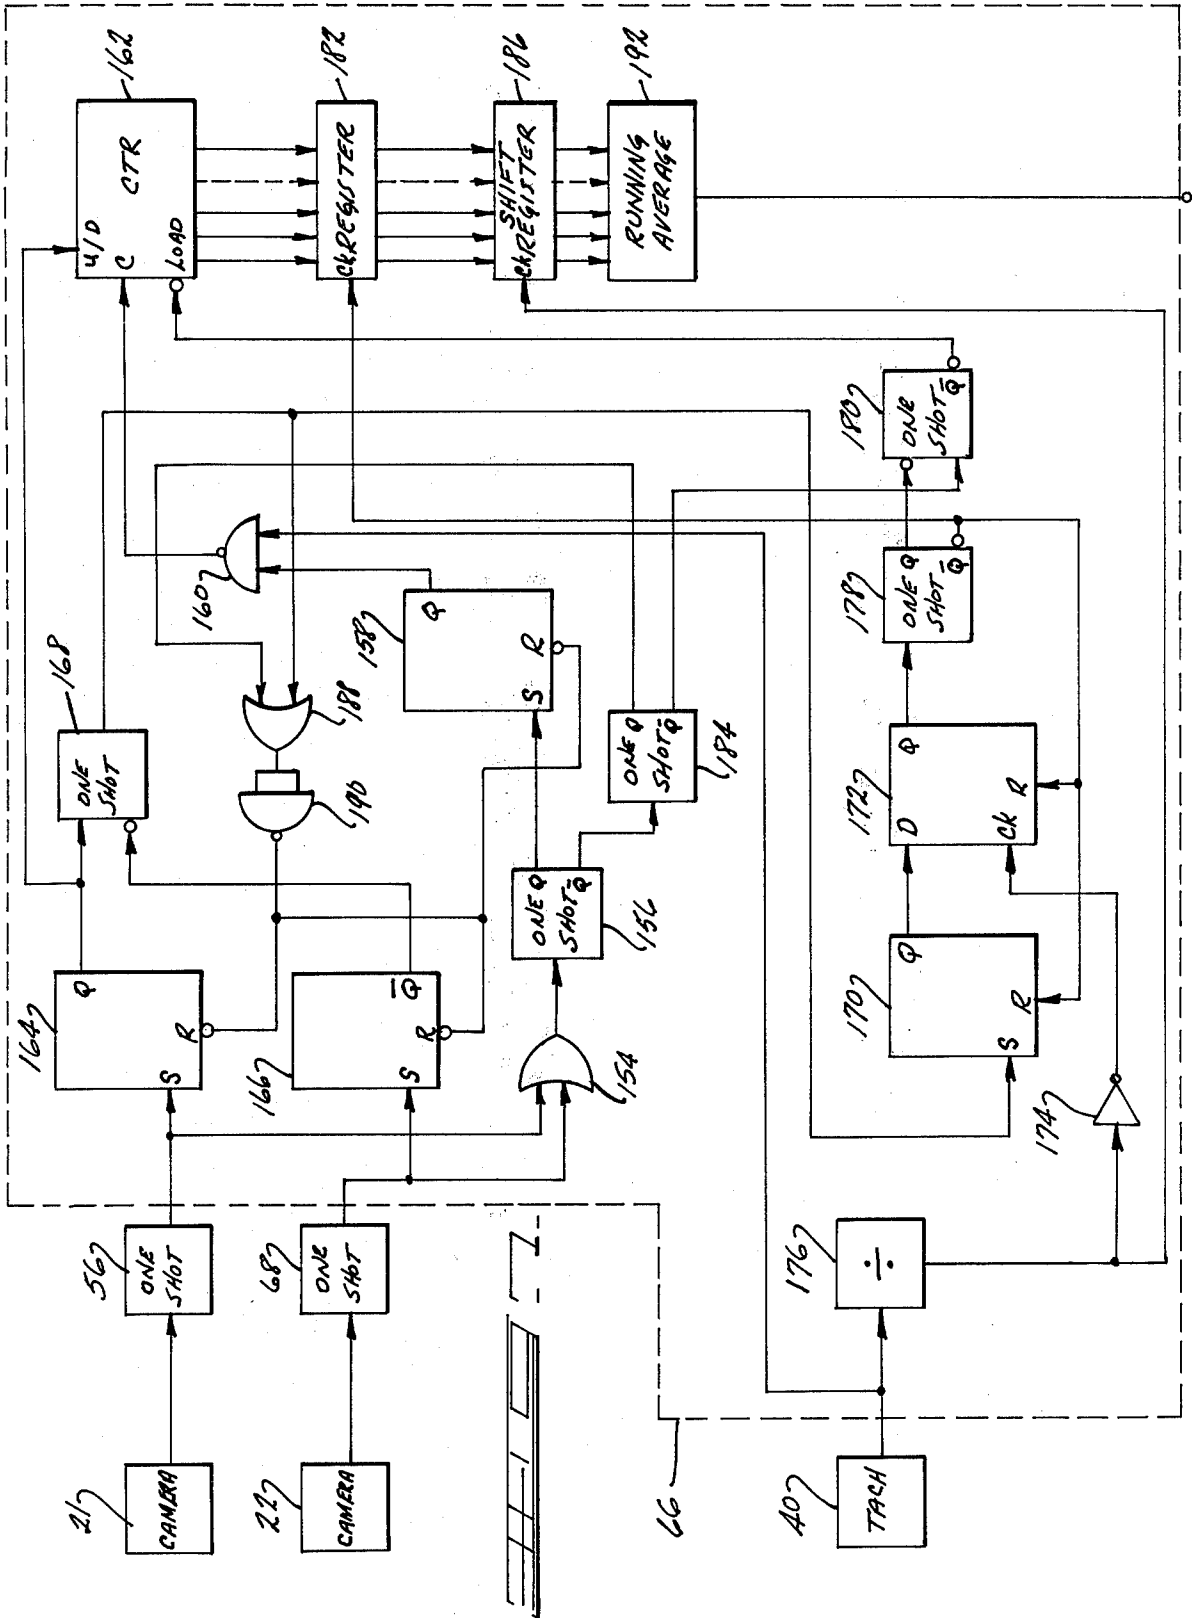 21
CAMERA
56
ONE
SHOT
164
Q
S
R
168
ONE
SHOT
162
U/D
C
CTR
LOAD
22
CAMERA
68
ONE
SHOT
166
Q̅
S
R
190
188
160
182
CK REGISTER
154
156
ONE Q
SHOT Q̅
158
Q
S
R
184
ONE Q
SHOT Q̅
186
SHIFT
CK REGISTER
192
RUNNING
AVERAGE
66
40
TACH
176
÷
174
170
Q
S
R
172
D
Q
CK
R
178
ONE Q
SHOT Q̅
180
ONE
SHOT Q̅